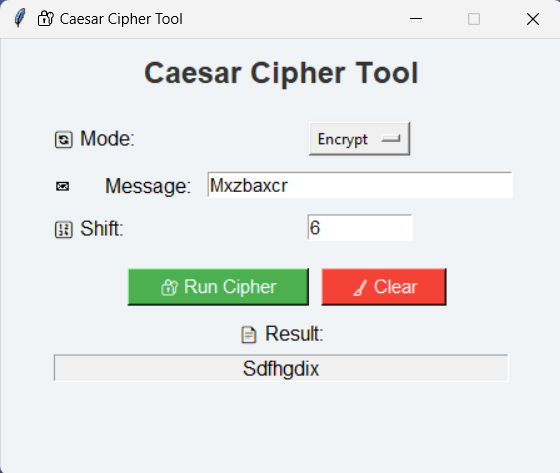 Caesar Cipher Tool
Caesar Cipher Tool
Mode: Encrypt
Message: Mxzbaxcr
Shift: 6
Run Cipher Clear
Result:
Sdfhgdix